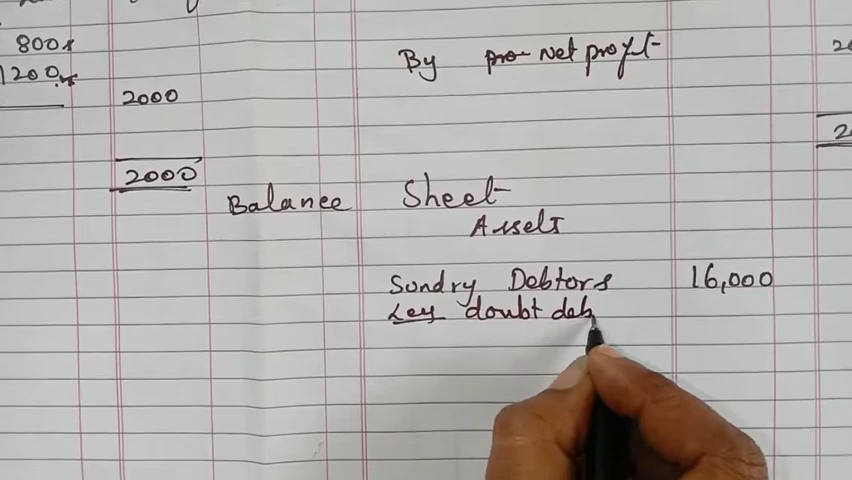 800
1200
2000
By pro Net profit
2000
Balance Sheet
Assets
Sundry Debtors 16,000
Less doubt deb